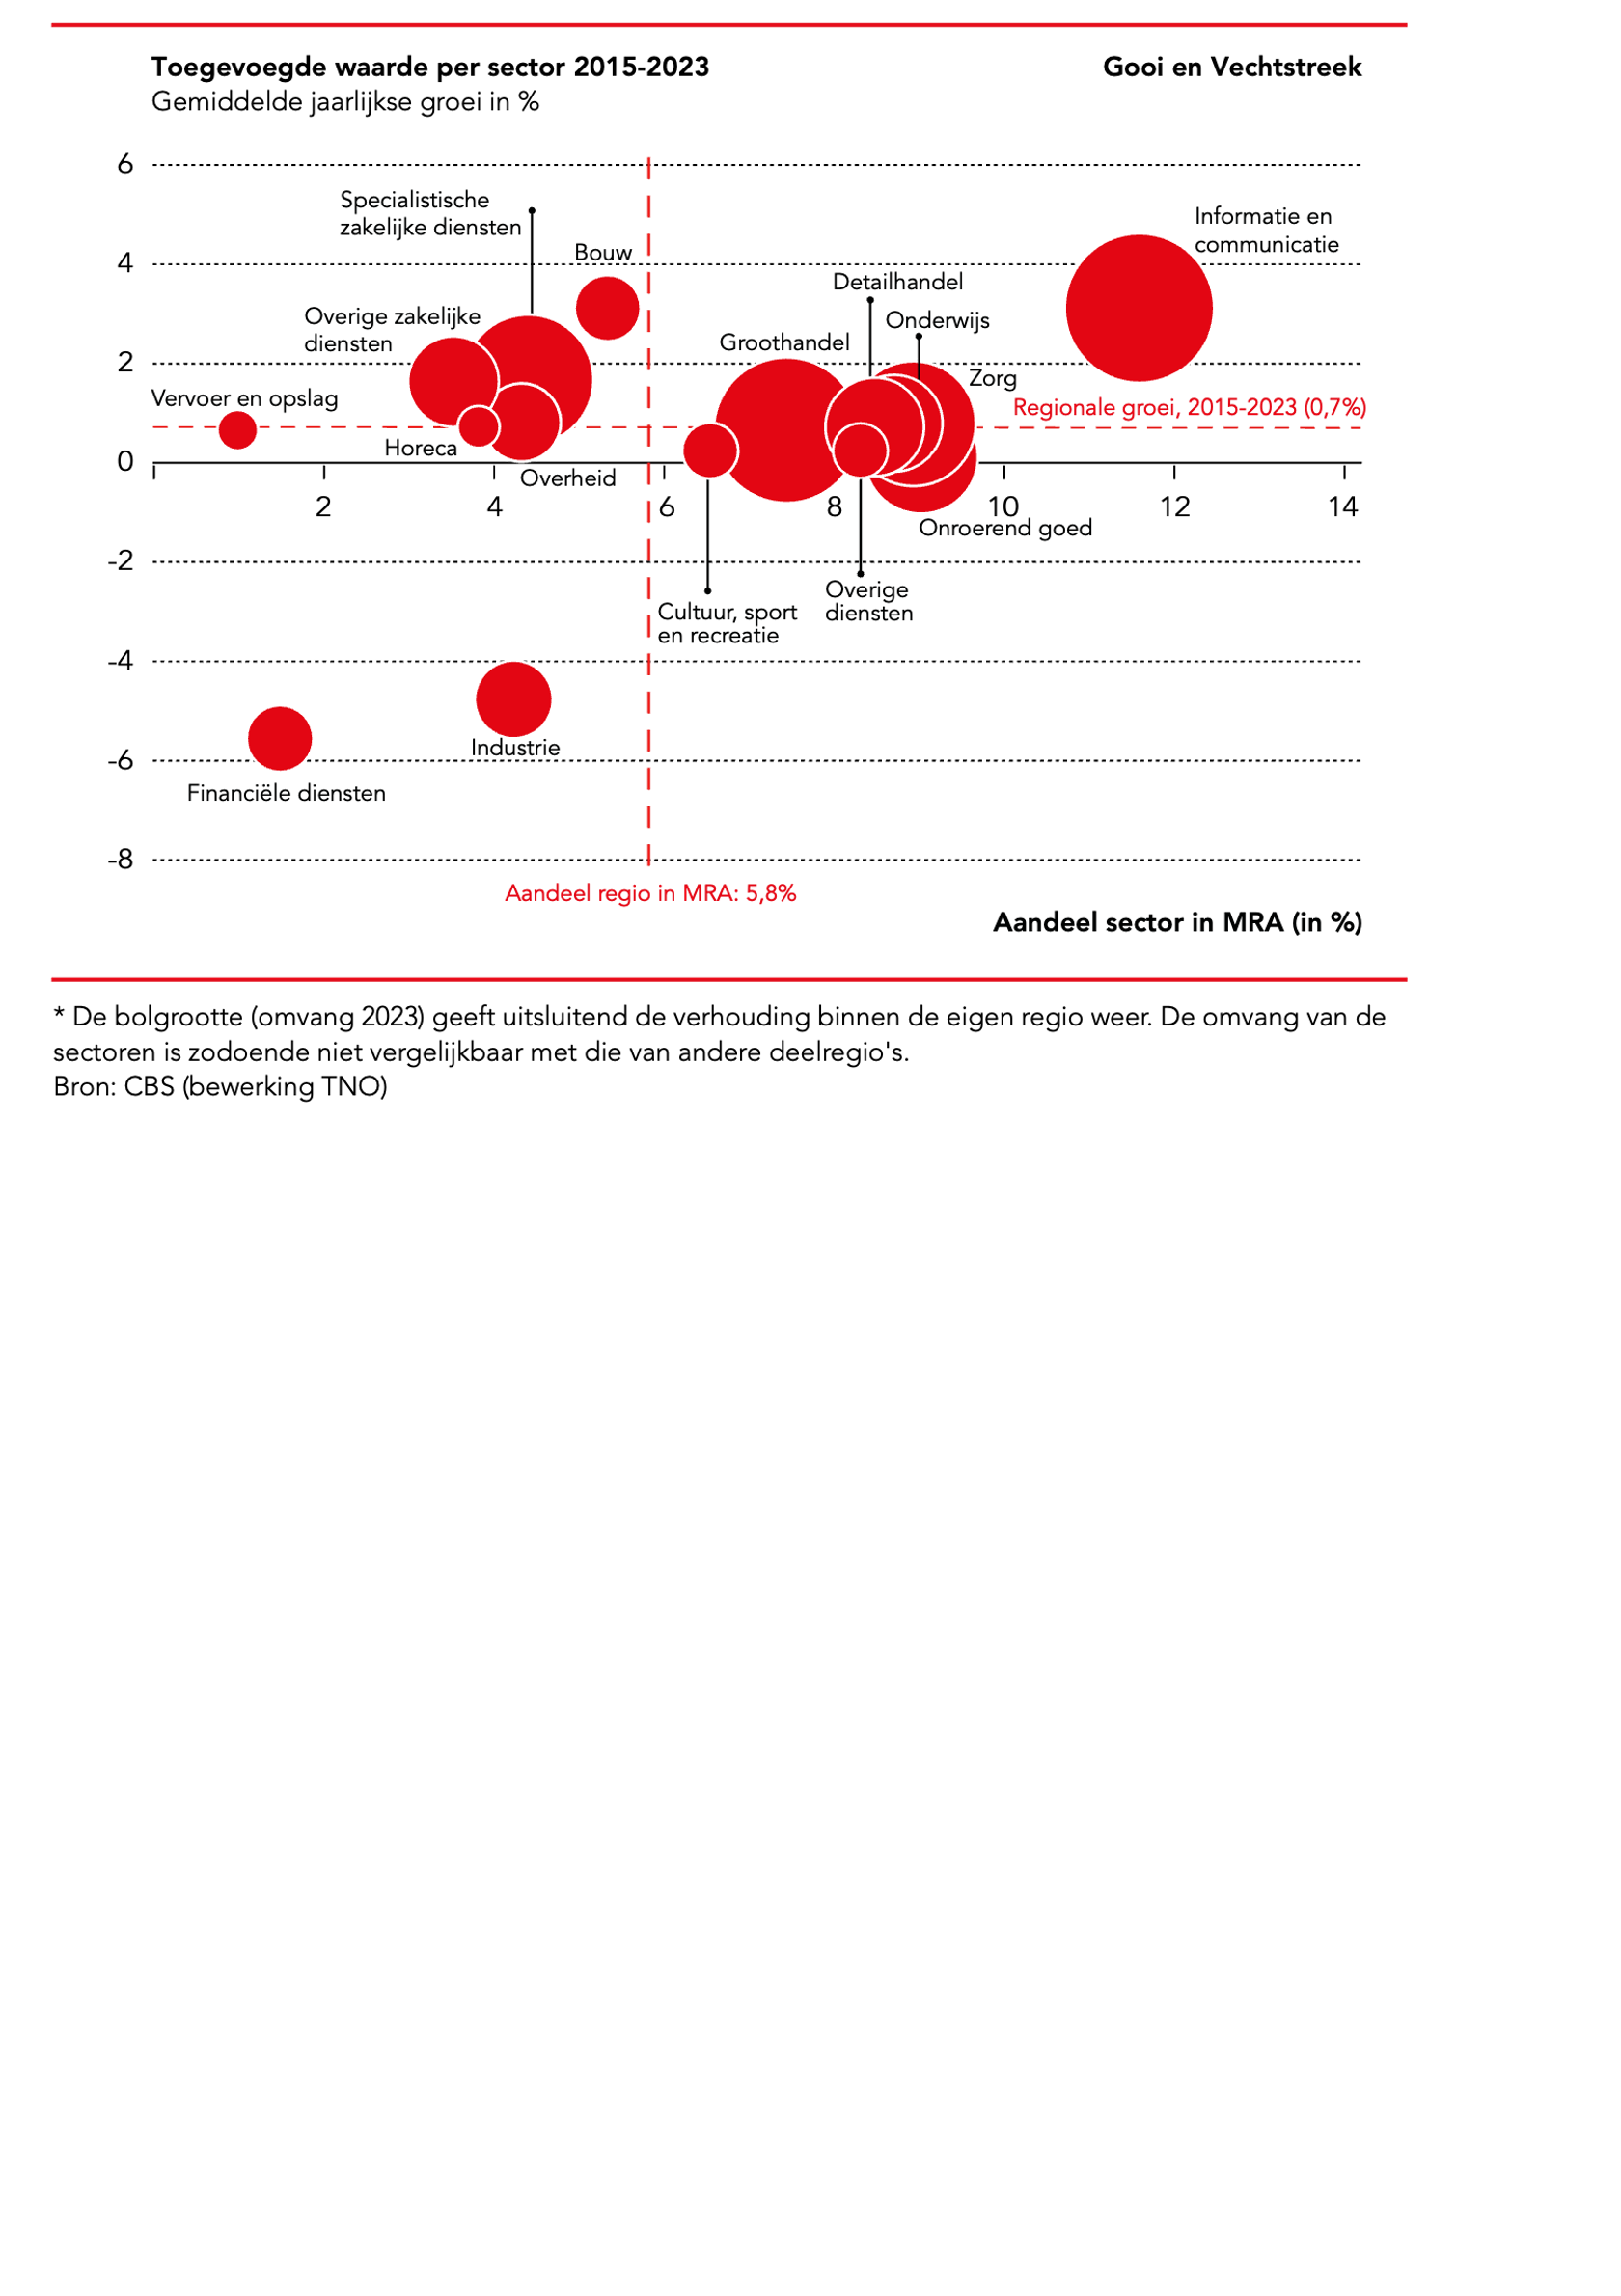 Toegevoegde waarde per sector 2015-2023
Gooi en Vechtstreek
Gemiddelde jaarlijkse groei in %
6
Specialistische
zakelijke diensten
Informatie en
communicatie
Bouw
4
Detailhandel
Overige zakelijke
diensten
Onderwijs
Groothandel
2
Zorg
Vervoer en opslag
Regionale groei, 2015-2023 (0,7%)
Horeca
0
Overheid
2
4
6
8
10
12
14
Onroerend goed
-2
Overige
diensten
Cultuur, sport
en recreatie
-4
Industrie
-6
Financiële diensten
-8
Aandeel regio in MRA: 5,8%
Aandeel sector in MRA (in %)
* De bolgrootte (omvang 2023) geeft uitsluitend de verhouding binnen de eigen regio weer. De omvang van de
sectoren is zodoende niet vergelijkbaar met die van andere deelregio's.
Bron: CBS (bewerking TNO)